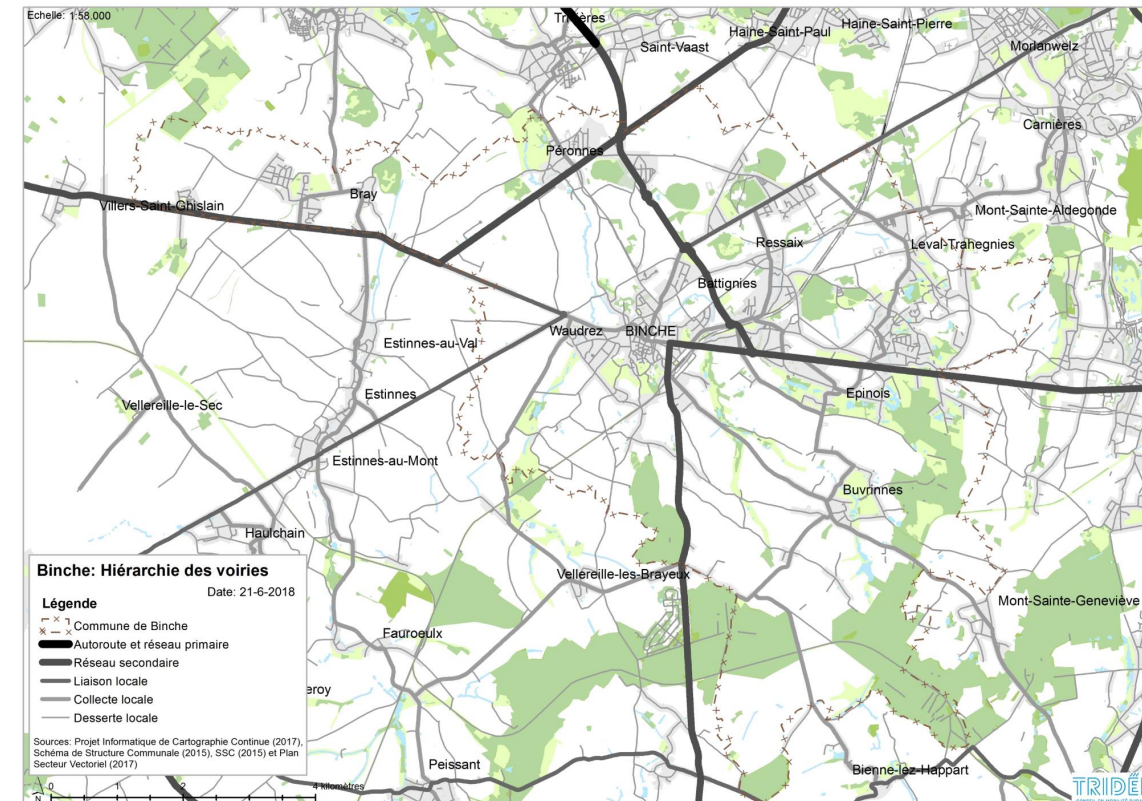 Echelle: 1:58,000
Saint-Vaast
Haine-Saint-Paul
Haine-Saint-Pierre
Morlanwelz
Carnières
Péronnes
Bray
Villers-Saint-Ghislain
Mont-Sainte-Aldegonde
Ressaix
Leval-Trahegnies
Battignies
Waudrez
BINCHE
Estinnes-au-Val
Epinois
Estinnes
Vellereille-le-Sec
Estinnes-au-Mont
Buvrinnes
Haulchain
Vellereille-les-Brayeux
Mont-Sainte-Geneviève
Fauroeulx
eroy
Peissant
Bienne-lez-Happart
Binche: Hiérarchie des voiries
Date: 21-6-2018
Légende
Commune de Binche
Autoroute et réseau primaire
Réseau secondaire
Liaison locale
Collecte locale
Desserte locale
Sources: Projet Informatique de Cartographie Continue (2017),
Schéma de Structure Communale (2015), SSC (2015) et Plan
Secteur Vectoriel (2017)
N
0 1 2 4 kilomètres